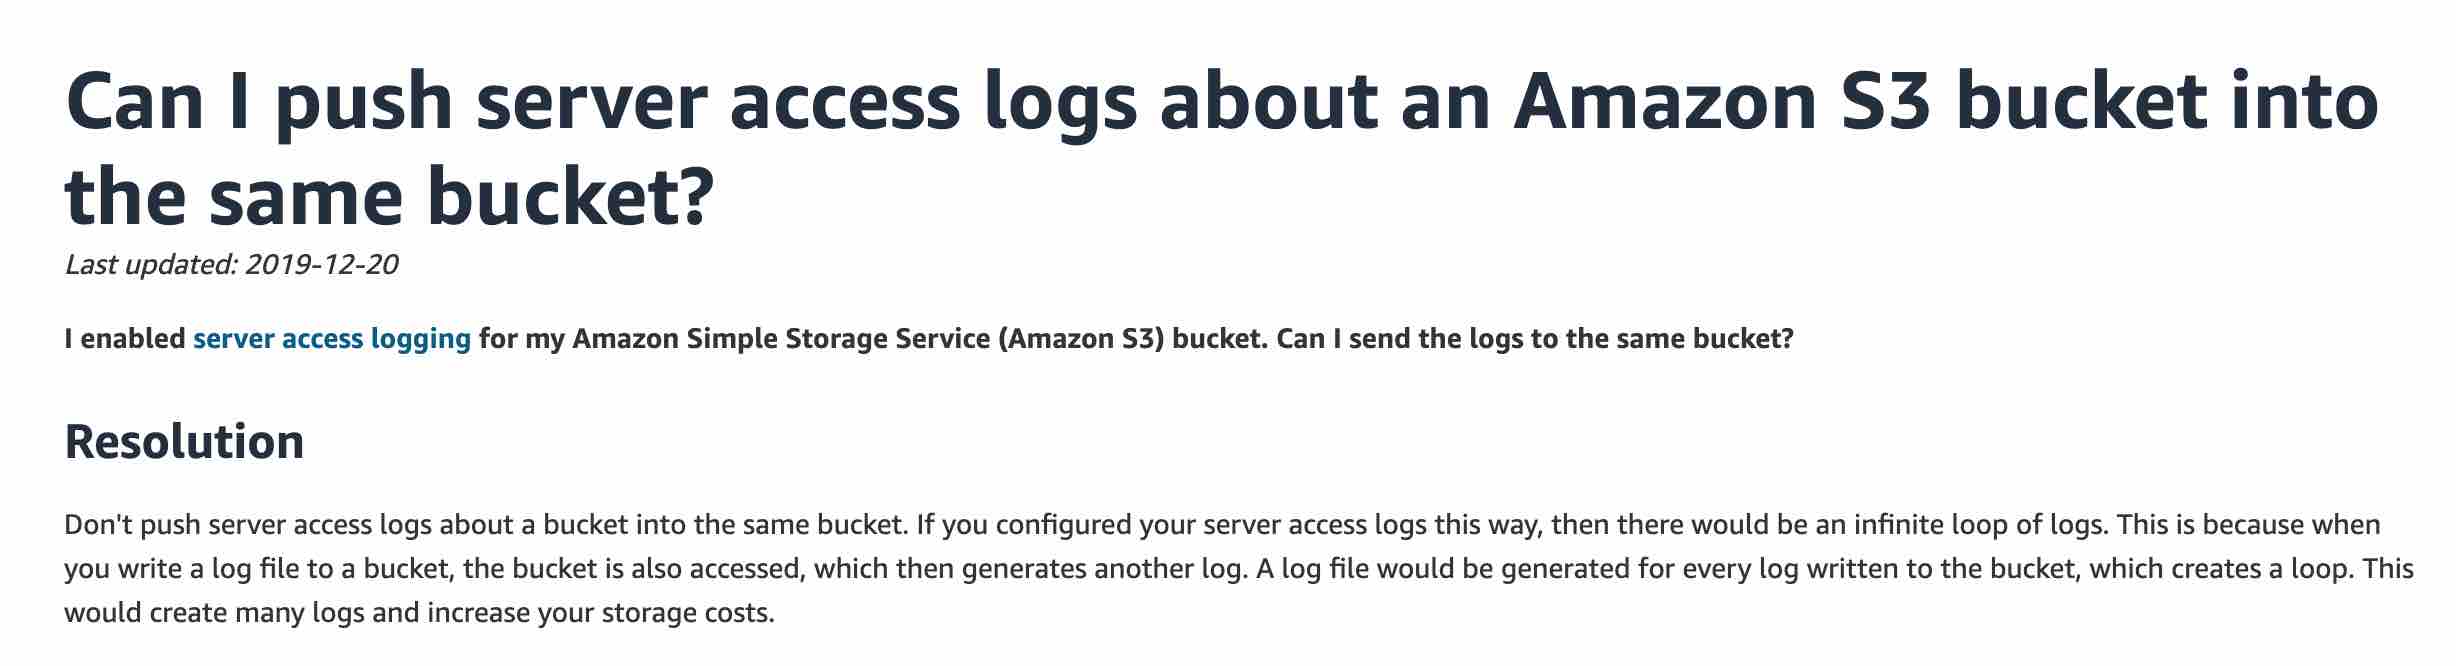 Can I push server access logs about an Amazon S3 bucket into
the same bucket?
Last updated: 2019-12-20
I enabled server access logging for my Amazon Simple Storage Service (Amazon S3) bucket. Can I send the logs to the same bucket?
Resolution
Don't push server access logs about a bucket into the same bucket. If you configured your server access logs this way, then there would be an infinite loop of logs. This is because when
you write a log file to a bucket, the bucket is also accessed, which then generates another log. A log file would be generated for every log written to the bucket, which creates a loop. This
would create many logs and increase your storage costs.